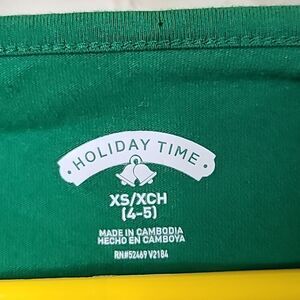 • HOLIDAY TIME •
XS/XCH
(4-5)
MADE IN CAMBODIA
HECHO EN CAMBOYA
RN#52469 V2184